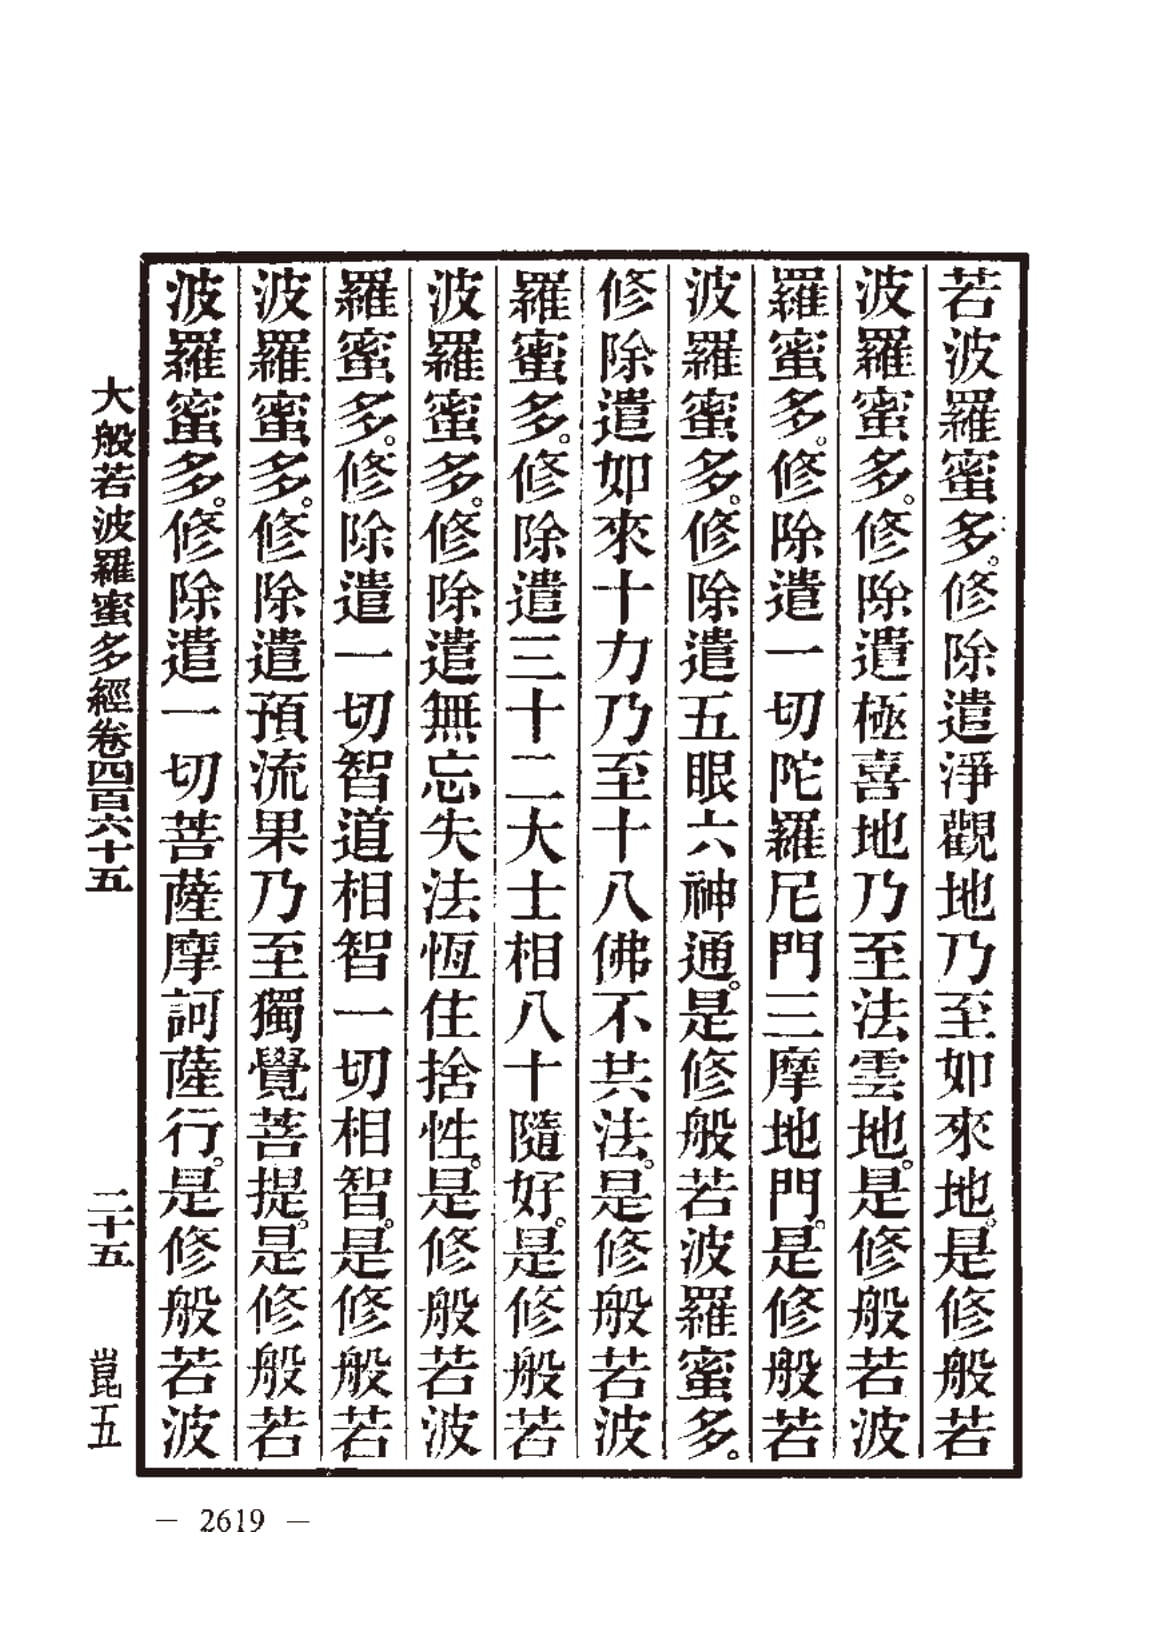 若波羅蜜多。修除遣淨觀地乃至如來地。是修般若
波羅蜜多。修除遣極喜地乃至法雲地。是修般若波
羅蜜多。修除遣一切陀羅尼門三摩地門。是修般若
波羅蜜多。修除遣五眼六神通。是修般若波羅蜜多。
修除遣如來十力乃至十八佛不共法。是修般若波
羅蜜多。修除遣三十二大士相八十隨好。是修般若
波羅蜜多。修除遣無忘失法恆住捨性。是修般若波
羅蜜多。修除遣一切智道相智一切相智。是修般若
波羅蜜多。修除遣預流果乃至獨覺菩提。是修般若
波羅蜜多。修除遣一切菩薩摩訶薩行。是修般若波
大般若波羅蜜多經卷四百六十五 二十五 崑五
— 2619 —